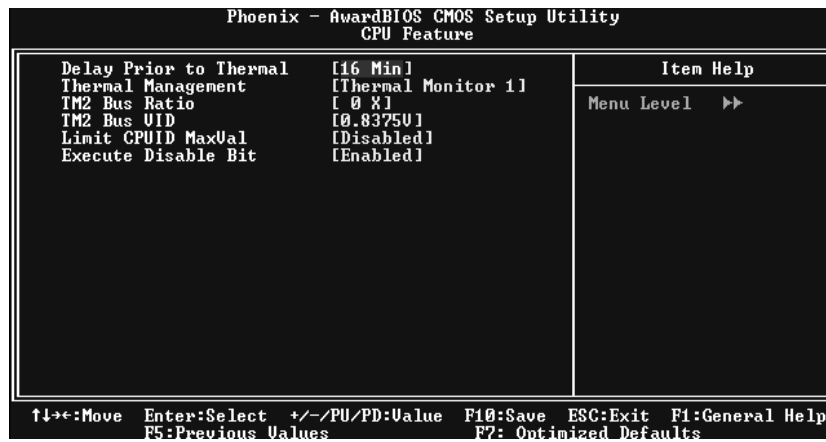 Phoenix - AwardBIOS CMOS Setup Utility
CPU Feature
Delay Prior to Thermal [16 Min]
Thermal Management [Thermal Monitor 1]
TM2 Bus Ratio [ 0 X]
TM2 Bus VID [0.8375V]
Limit CPUID MaxVal [Disabled]
Execute Disable Bit [Enabled]
Item Help
Menu Level ▶▶
↑↓→←:Move Enter:Select +/-/PU/PD:Value F10:Save ESC:Exit F1:General Help
F5:Previous Values F7: Optimized Defaults